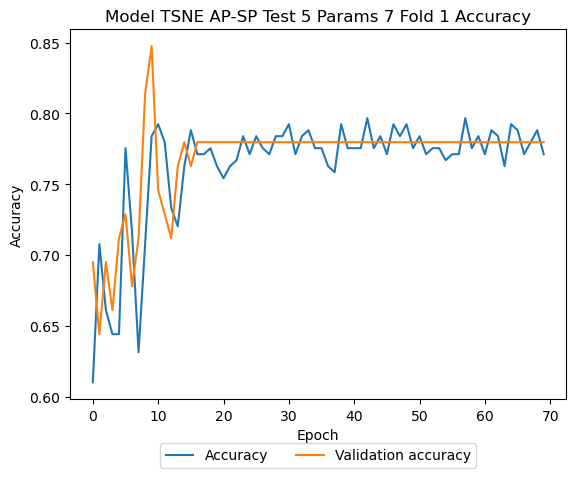 Model TSNE AP-SP Test 5 Params 7 Fold 1 Accuracy
Accuracy
0.85
0.80
0.75
0.70
0.65
0.60
0 10 20 30 40 50 60 70
Epoch
Accuracy Validation accuracy